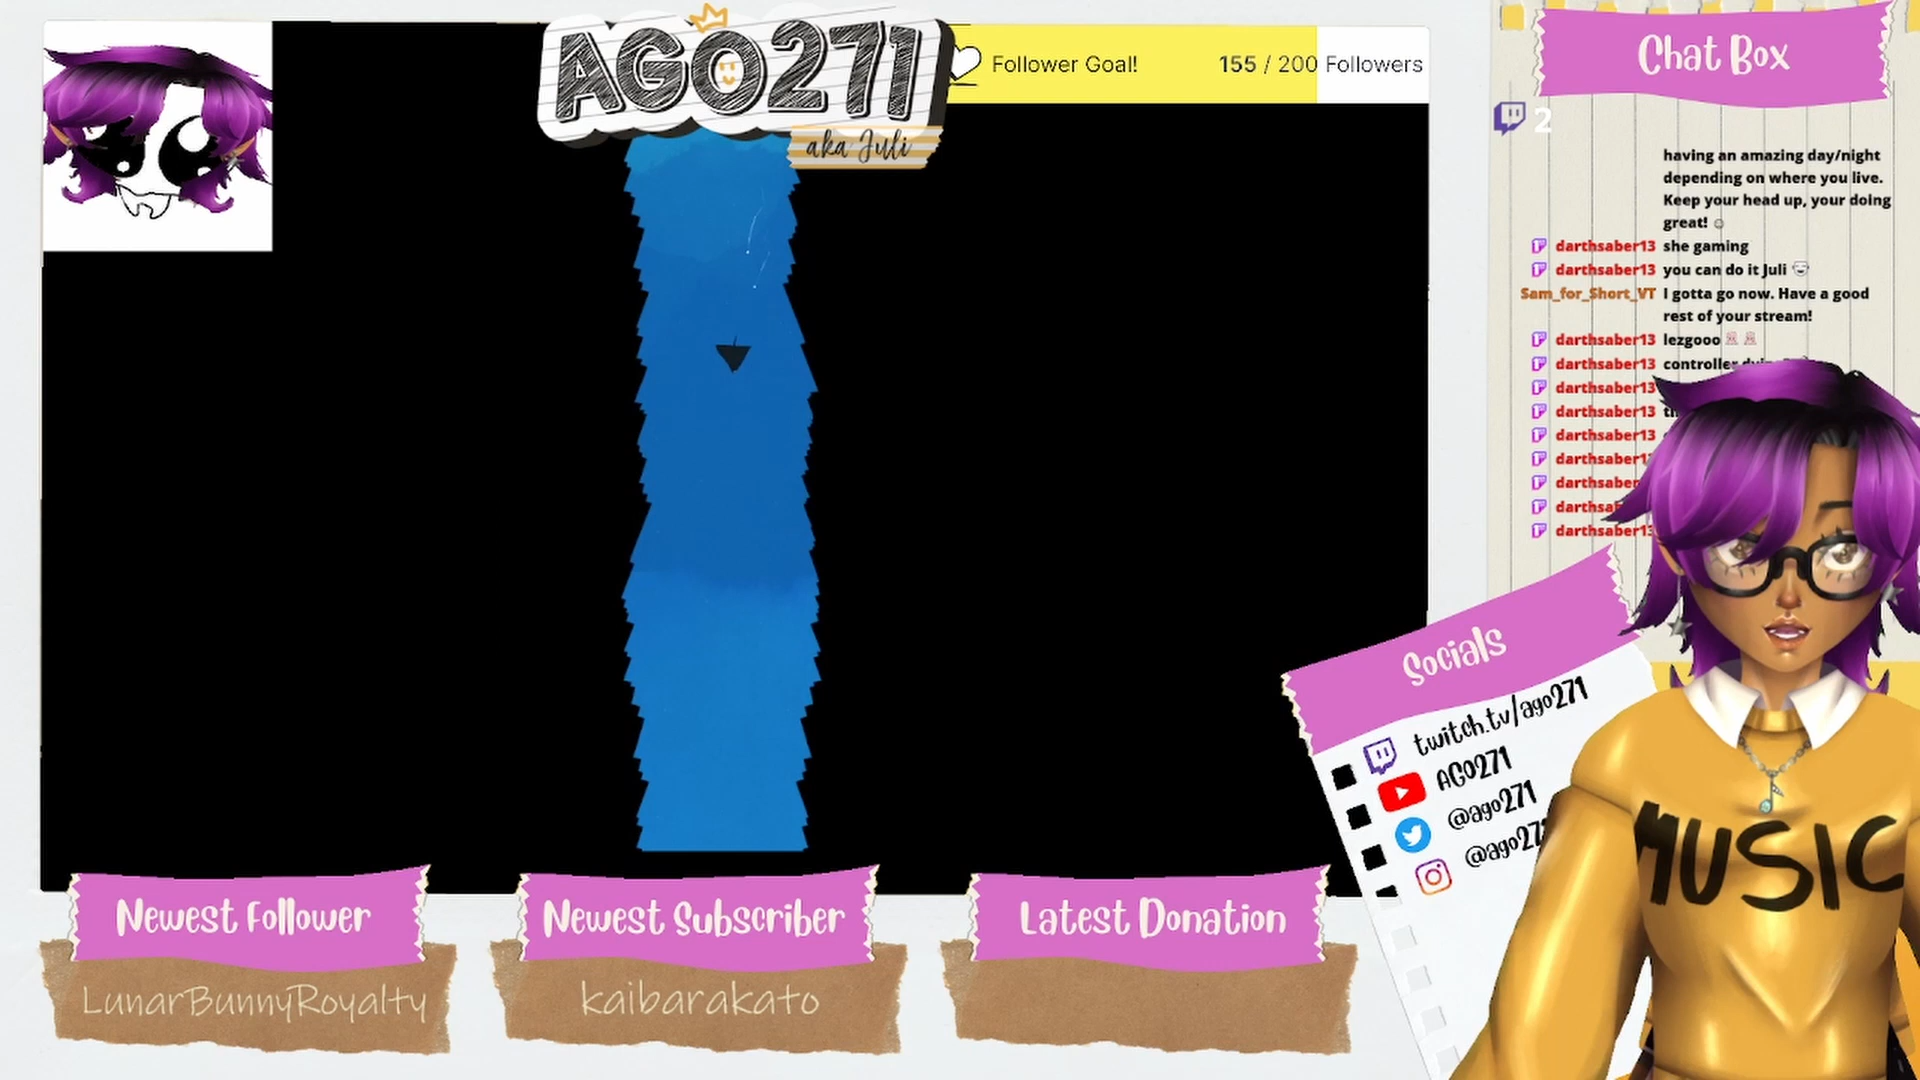 AGO271
aka Juli
Follower Goal!
155 / 200 Followers
Chat Box
2
having an amazing day/night
depending on where you live.
Keep your head up, your doing
great!
darthsaber13 she gaming
darthsaber13 you can do it Juli
Sam_for_Short_VT I gotta go now. Have a good
rest of your stream!
darthsaber13 lezgooo
darthsaber13 controller
darthsaber13
darthsaber13
darthsaber13
darthsaber13
Socials
twitch.tv/ago271
AGO271
@ago271
MUSIC
Newest Follower
LunarBunnyRoyalty
Newest Subscriber
kaibarakato
Latest Donation